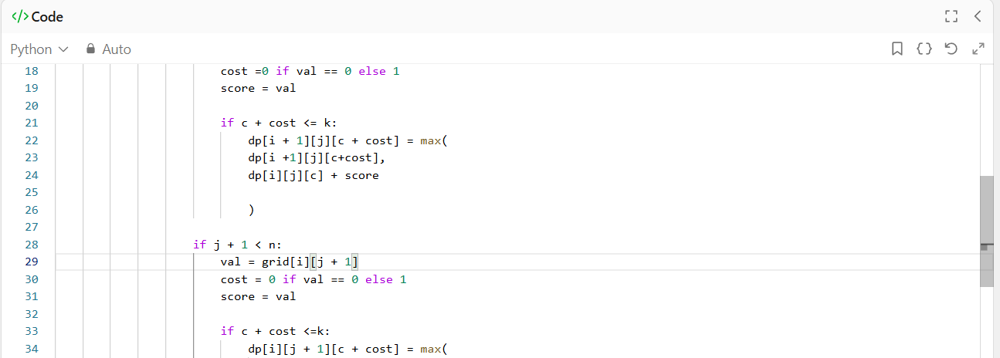 </> Code
Python Auto
18 cost =0 if val == 0 else 1
19 score = val
20
21 if c + cost <= k:
22 dp[i + 1][j][c + cost] = max(
23 dp[i +1][j][c+cost],
24 dp[i][j][c] + score
25
26 )
27
28 if j + 1 < n:
29 val = grid[i][j + 1]
30 cost = 0 if val == 0 else 1
31 score = val
32
33 if c + cost <=k:
34 dp[i][j + 1][c + cost] = max(